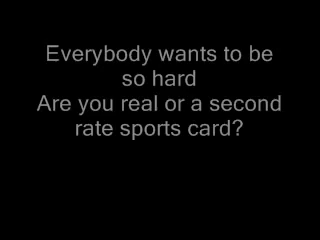 Everybody wants to be
so hard
Are you real or a second
rate sports card?